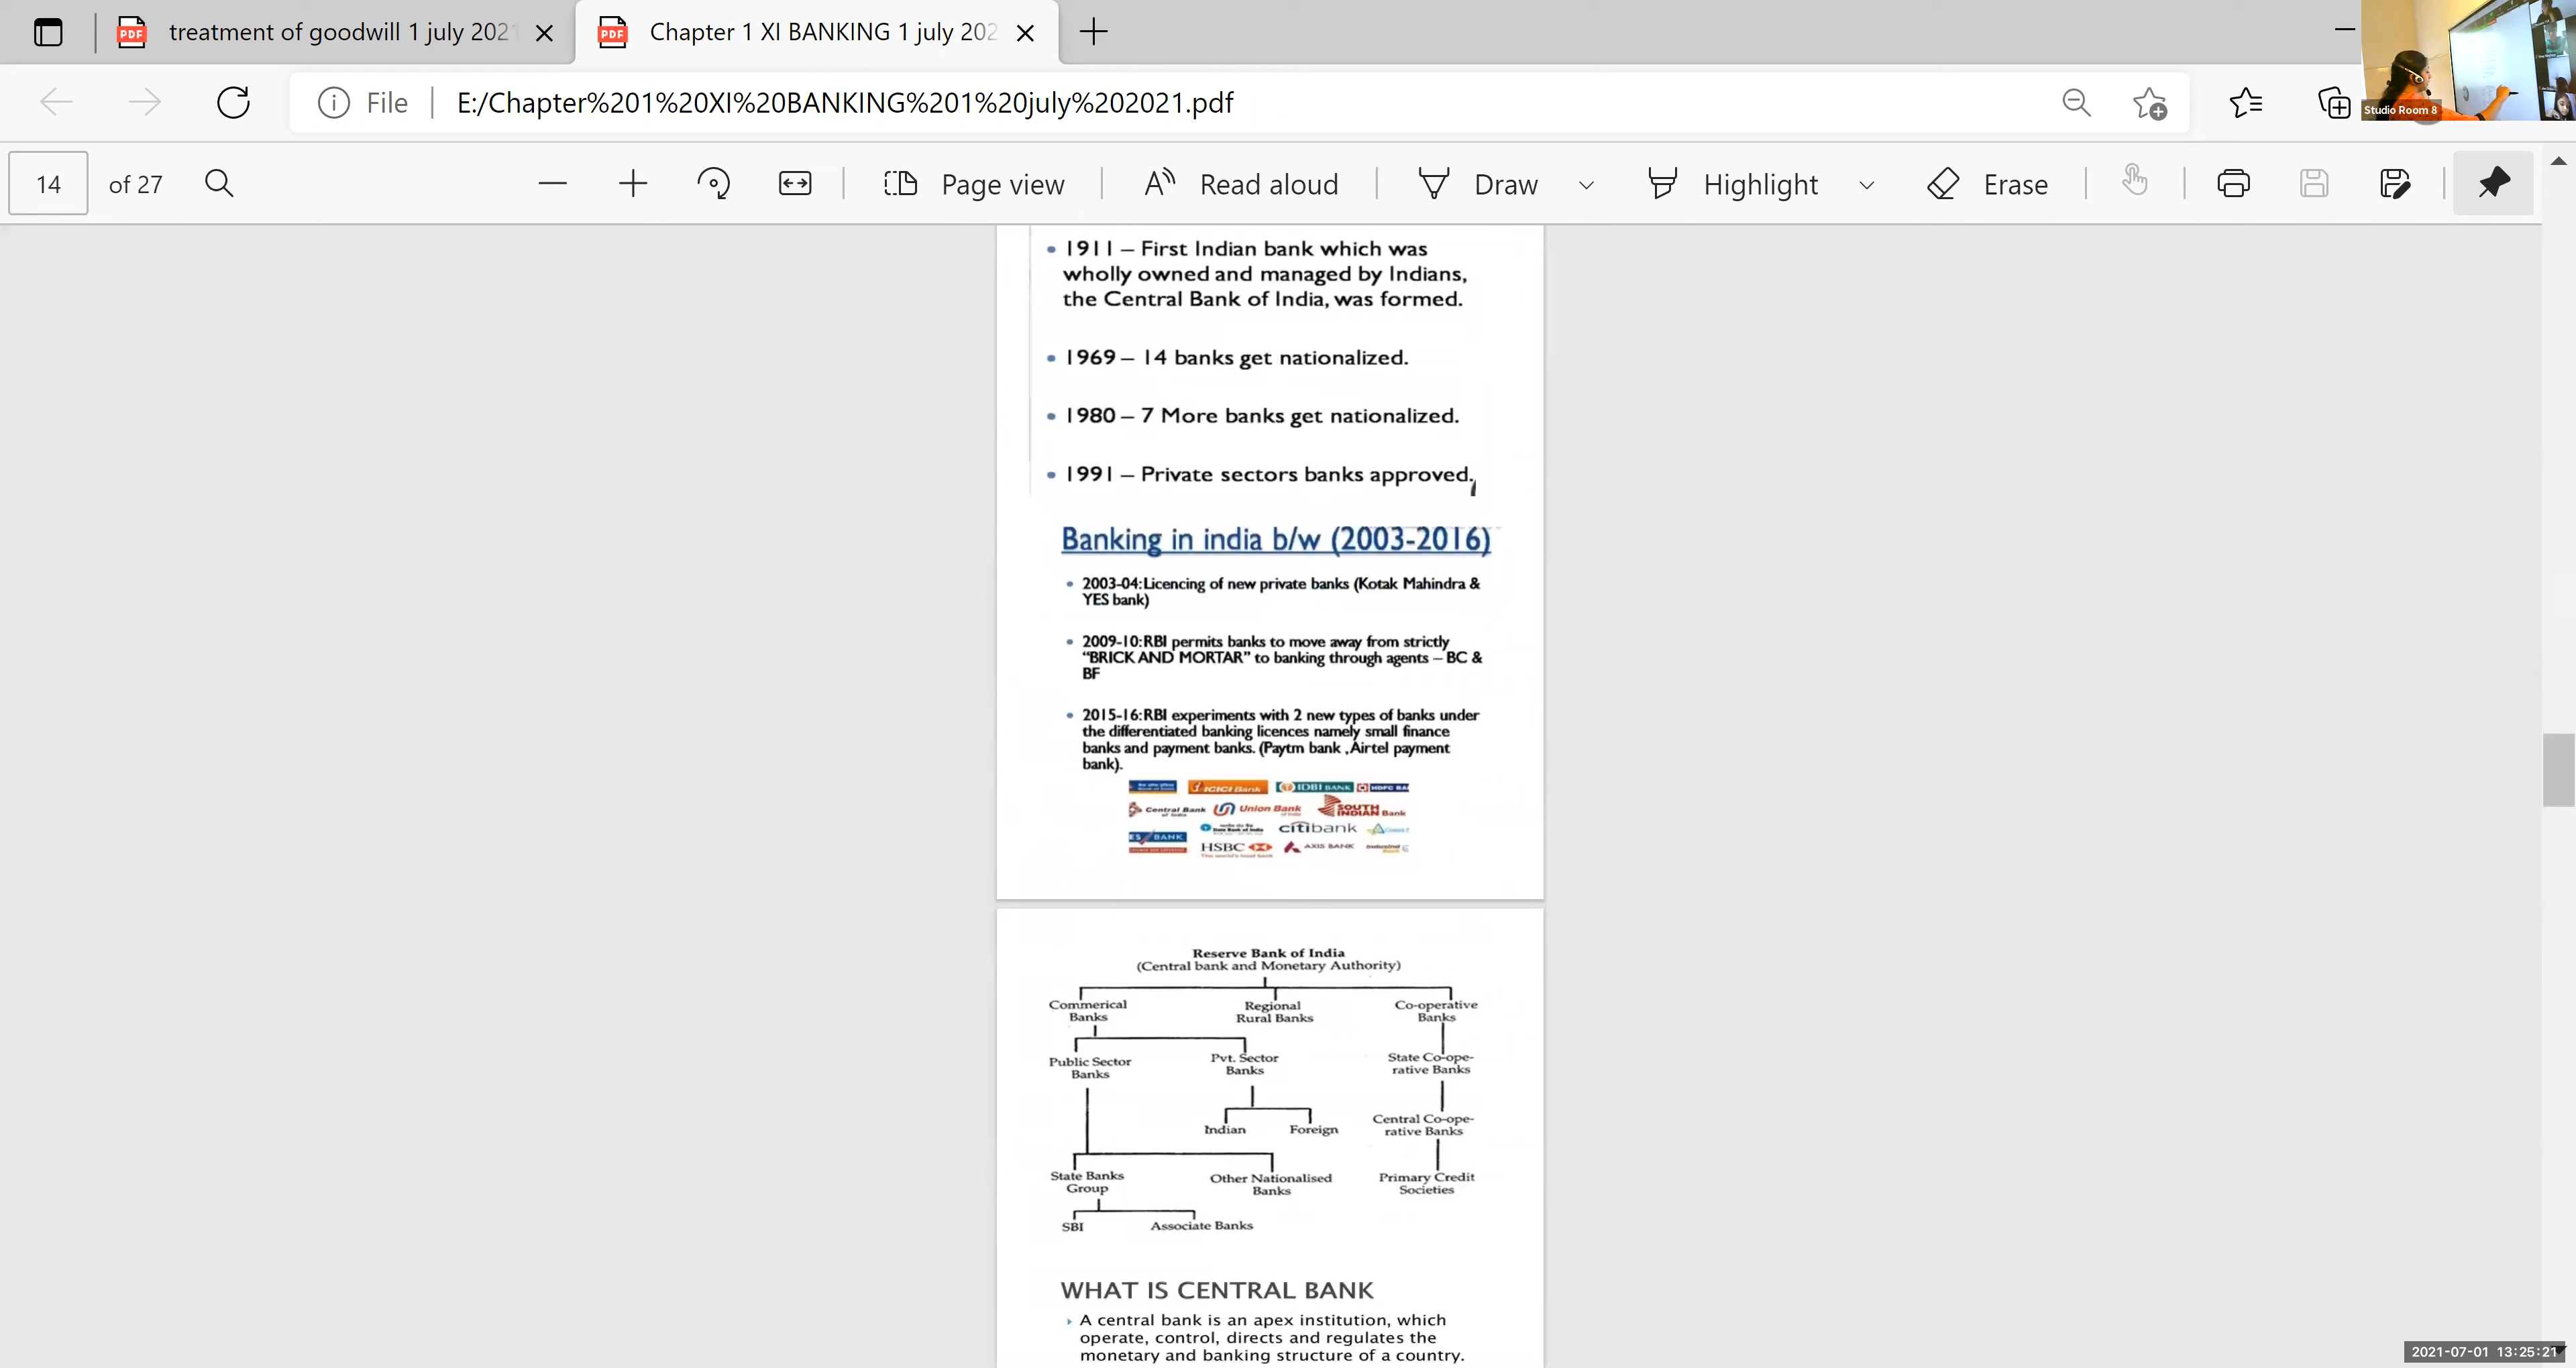 treatment of goodwill 1 july 2021
Chapter 1 XI BANKING 1 july 202
File
E:/Chapter%201%20XI%20BANKING%201%20july%202021.pdf
Studio Room 8
14 of 27
Page view
Read aloud
Draw
Highlight
Erase
• 1911 – First Indian bank which was
wholly owned and managed by Indians,
the Central Bank of India, was formed.
• 1969 – 14 banks get nationalized.
• 1980 – 7 More banks get nationalized.
• 1991 – Private sectors banks approved.
Banking in india b/w (2003-2016)
• 2003-04:Licencing of new private banks (Kotak Mahindra &
YES bank)
• 2009-10:RBI permits banks to move away from strictly
“BRICK AND MORTAR” to banking through agents – BC &
BF
• 2015-16:RBI experiments with 2 new types of banks under
the differentiated banking licences namely small finance
banks and payment banks. (Paytm bank ,Airtel payment
bank).
ICICI Bank IDBI BANK HDFC BA
Central Bank of India Union Bank SOUTH INDIAN Bank
ES BANK State Bank of India citibank
HSBC AXIS BANK
Reserve Bank of India
(Central bank and Monetary Authority)
Commerical Banks
Regional Rural Banks
Co-operative Banks
Public Sector Banks
Pvt. Sector Banks
State Co-ope-rative Banks
Indian
Foreign
Central Co-ope-rative Banks
State Banks Group
Other Nationalised Banks
Primary Credit Societies
SBI
Associate Banks
WHAT IS CENTRAL BANK
A central bank is an apex institution, which
operate, control, directs and regulates the
monetary and banking structure of a country.
2021-07-01 13:25:21